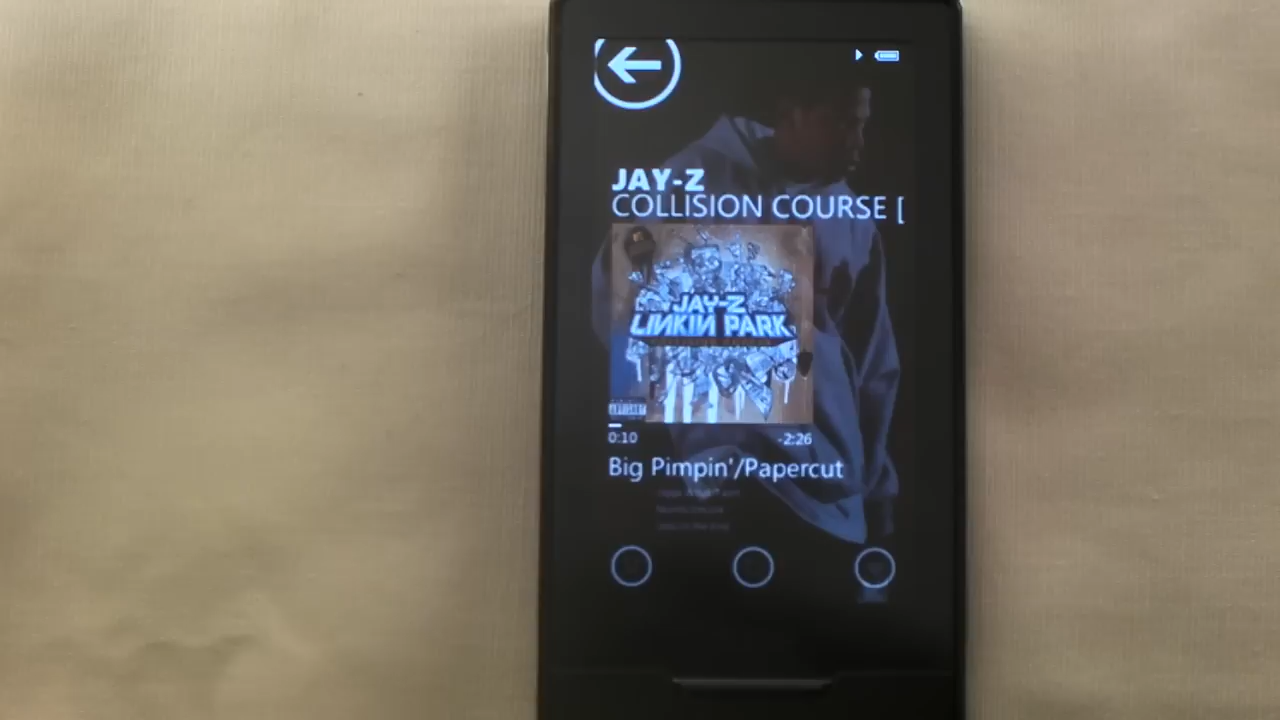 JAY-Z
COLLISION COURSE [
JAY-Z
LINKIN PARK
0:10 -2:26
Big Pimpin'/Papercut